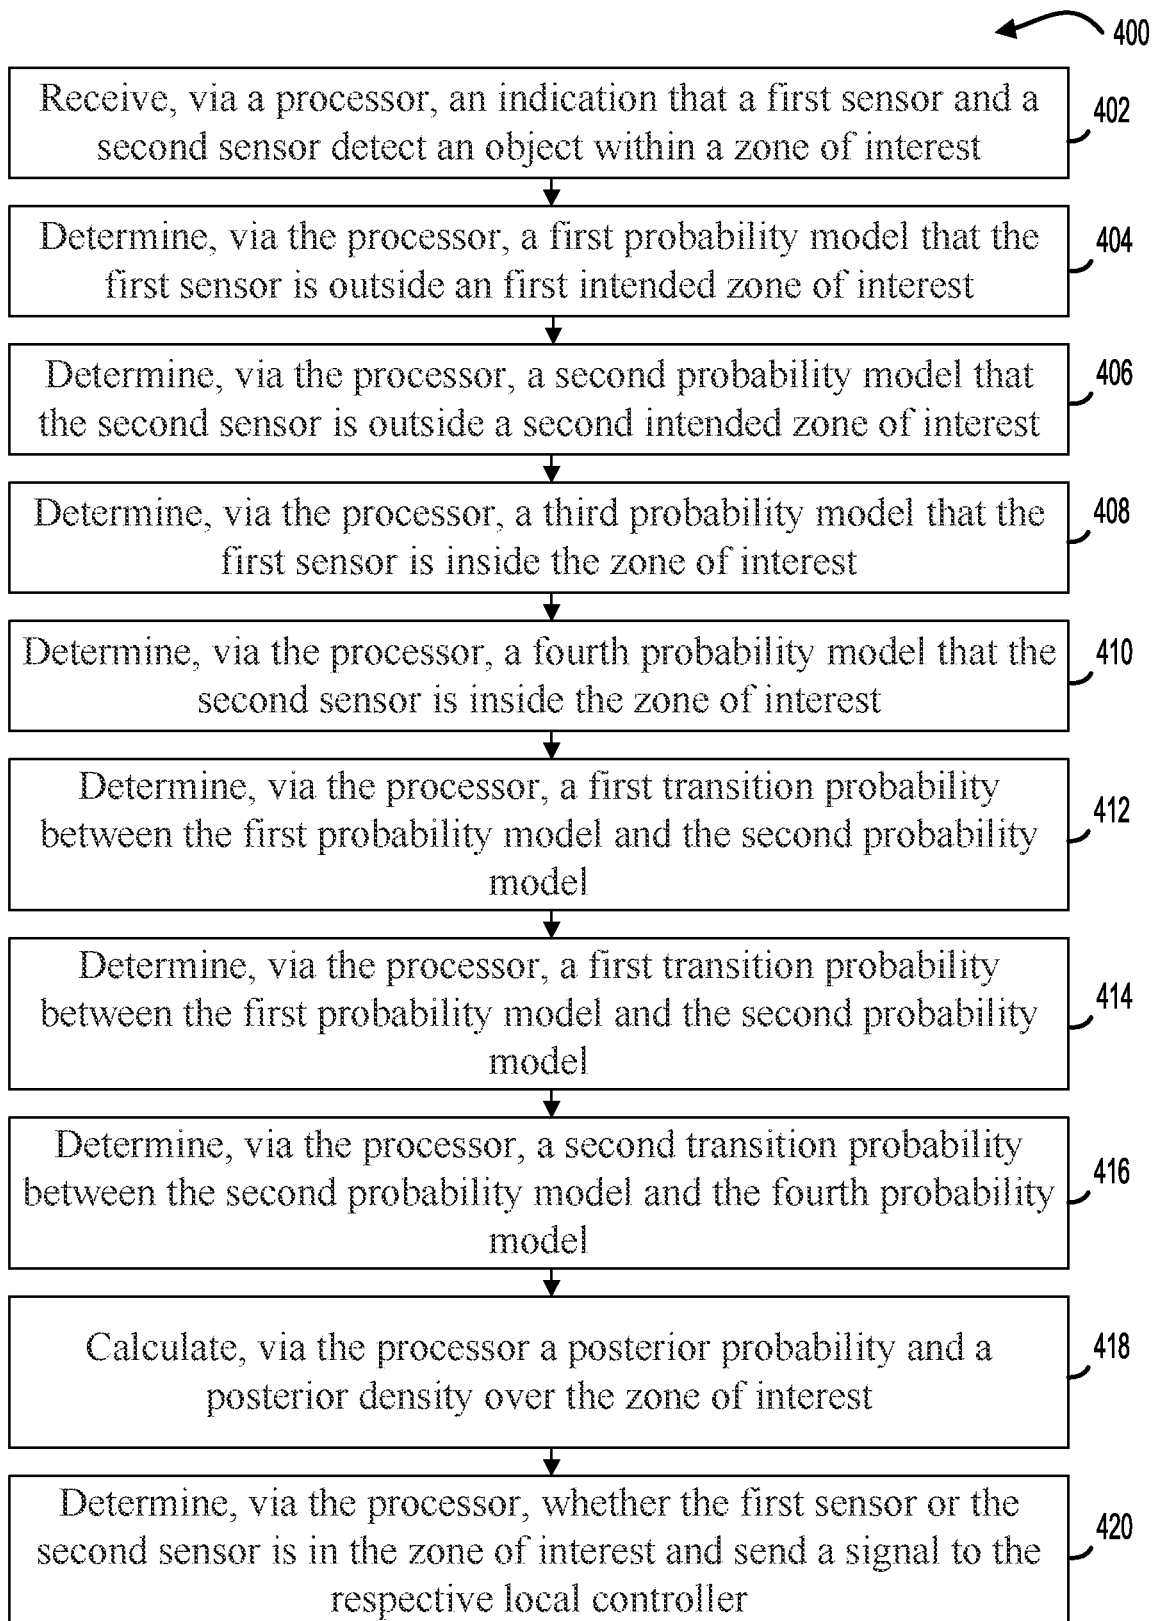 400
Receive, via a processor, an indication that a first sensor and a
second sensor detect an object within a zone of interest
402
Determine, via the processor, a first probability model that the
first sensor is outside an first intended zone of interest
404
Determine, via the processor, a second probability model that
the second sensor is outside a second intended zone of interest
406
Determine, via the processor, a third probability model that the
first sensor is inside the zone of interest
408
Determine, via the processor, a fourth probability model that the
second sensor is inside the zone of interest
410
Determine, via the processor, a first transition probability
between the first probability model and the second probability
model
412
Determine, via the processor, a first transition probability
between the first probability model and the second probability
model
414
Determine, via the processor, a second transition probability
between the second probability model and the fourth probability
model
416
Calculate, via the processor a posterior probability and a
posterior density over the zone of interest
418
Determine, via the processor, whether the first sensor or the
second sensor is in the zone of interest and send a signal to the
respective local controller
420